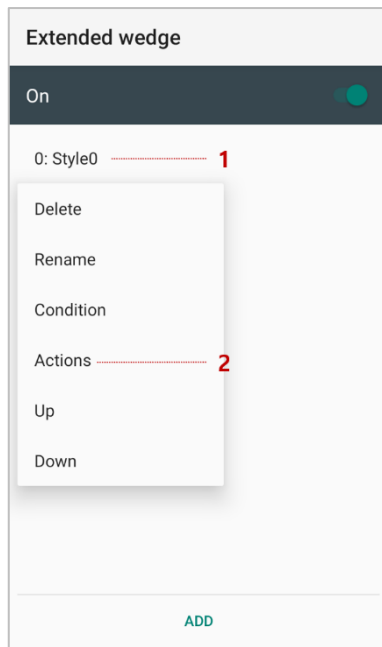 Extended wedge
On
0: Style0 1
Delete
Rename
Condition
Actions 2
Up
Down
ADD